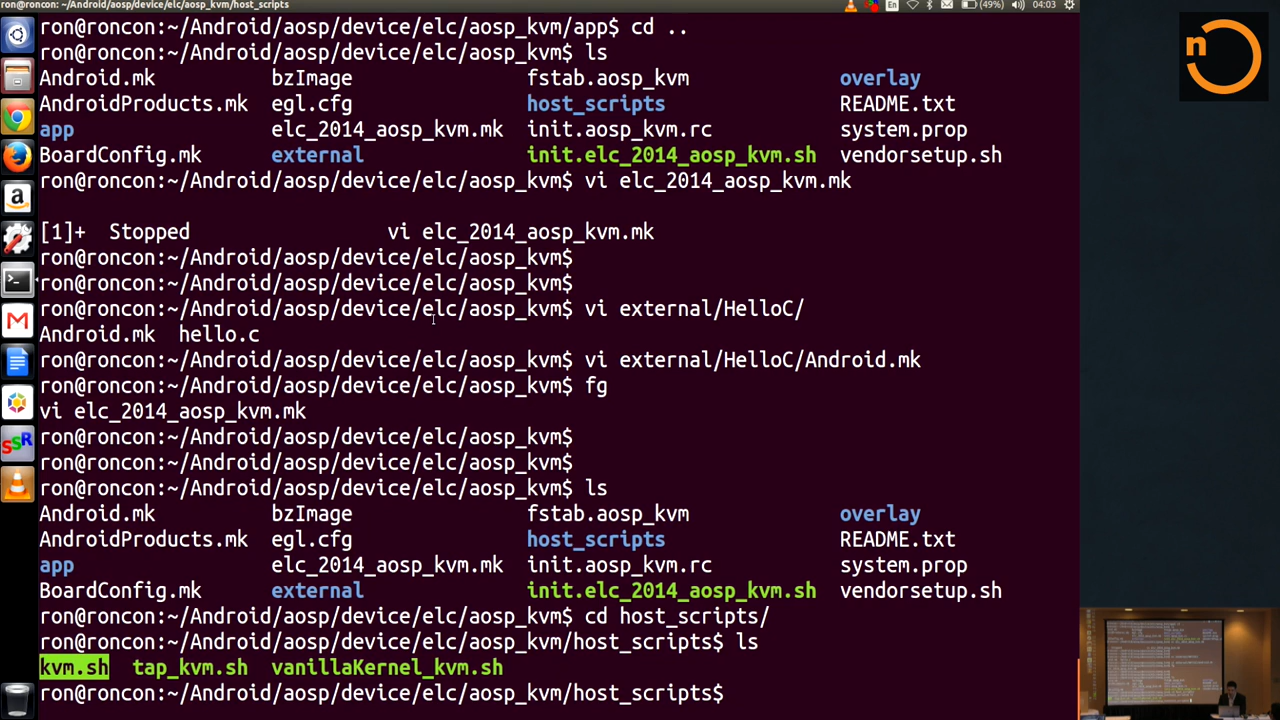 ron@roncon: ~/Android/aosp/device/elc/aosp_kvm/host_scripts
En
(49%)
04:03
ron@roncon:~/Android/aosp/device/elc/aosp_kvm/app$ cd ..
ron@roncon:~/Android/aosp/device/elc/aosp_kvm$ ls
Android.mk bzImage fstab.aosp_kvm overlay
AndroidProducts.mk egl.cfg host_scripts README.txt
app elc_2014_aosp_kvm.mk init.aosp_kvm.rc system.prop
BoardConfig.mk external init.elc_2014_aosp_kvm.sh vendorsetup.sh
ron@roncon:~/Android/aosp/device/elc/aosp_kvm$ vi elc_2014_aosp_kvm.mk
[1]+ Stopped vi elc_2014_aosp_kvm.mk
ron@roncon:~/Android/aosp/device/elc/aosp_kvm$
ron@roncon:~/Android/aosp/device/elc/aosp_kvm$
ron@roncon:~/Android/aosp/device/elc/aosp_kvm$ vi external/HelloC/
Android.mk hello.c
ron@roncon:~/Android/aosp/device/elc/aosp_kvm$ vi external/HelloC/Android.mk
ron@roncon:~/Android/aosp/device/elc/aosp_kvm$ fg
vi elc_2014_aosp_kvm.mk
ron@roncon:~/Android/aosp/device/elc/aosp_kvm$
ron@roncon:~/Android/aosp/device/elc/aosp_kvm$
ron@roncon:~/Android/aosp/device/elc/aosp_kvm$ ls
Android.mk bzImage fstab.aosp_kvm overlay
AndroidProducts.mk egl.cfg host_scripts README.txt
app elc_2014_aosp_kvm.mk init.aosp_kvm.rc system.prop
BoardConfig.mk external init.elc_2014_aosp_kvm.sh vendorsetup.sh
ron@roncon:~/Android/aosp/device/elc/aosp_kvm$ cd host_scripts/
ron@roncon:~/Android/aosp/device/elc/aosp_kvm/host_scripts$ ls
kvm.sh tap_kvm.sh vanillaKernel_kvm.sh
ron@roncon:~/Android/aosp/device/elc/aosp_kvm/host_scripts$
a
M
SSR
n